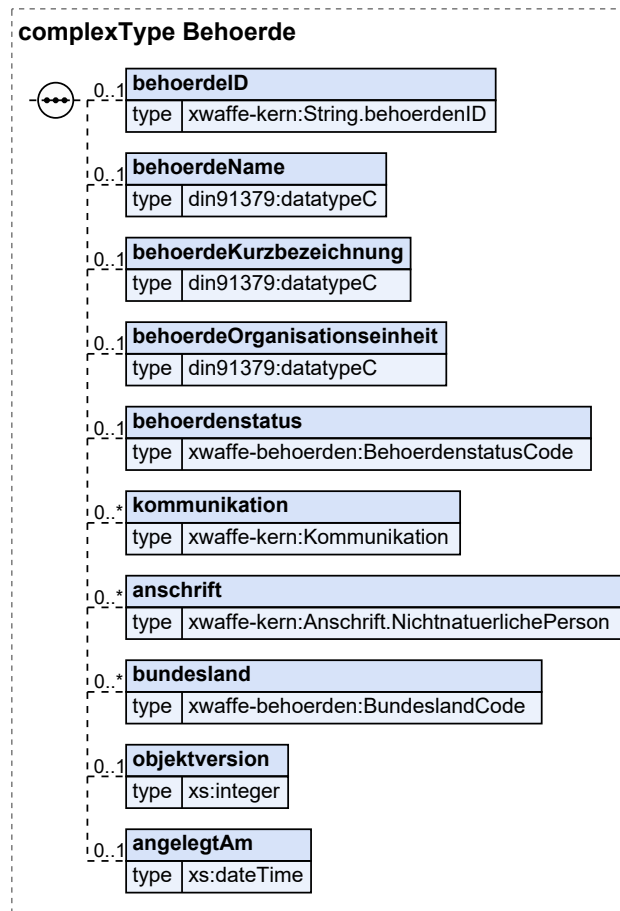 complexType Behoerde
0..1 behoerdeID
type xwaffe-kern:String.behoerdenID
0..1 behoerdeName
type din91379:datatypeC
0..1 behoerdeKurzbezeichnung
type din91379:datatypeC
0..1 behoerdeOrganisationseinheit
type din91379:datatypeC
0..1 behoerdenstatus
type xwaffe-behoerden:BehoerdenstatusCode
0..* kommunikation
type xwaffe-kern:Kommunikation
0..* anschrift
type xwaffe-kern:Anschrift.NichtnatuerlichePerson
0..* bundesland
type xwaffe-behoerden:BundeslandCode
0..1 objektversion
type xs:integer
0..1 angelegtAm
type xs:dateTime